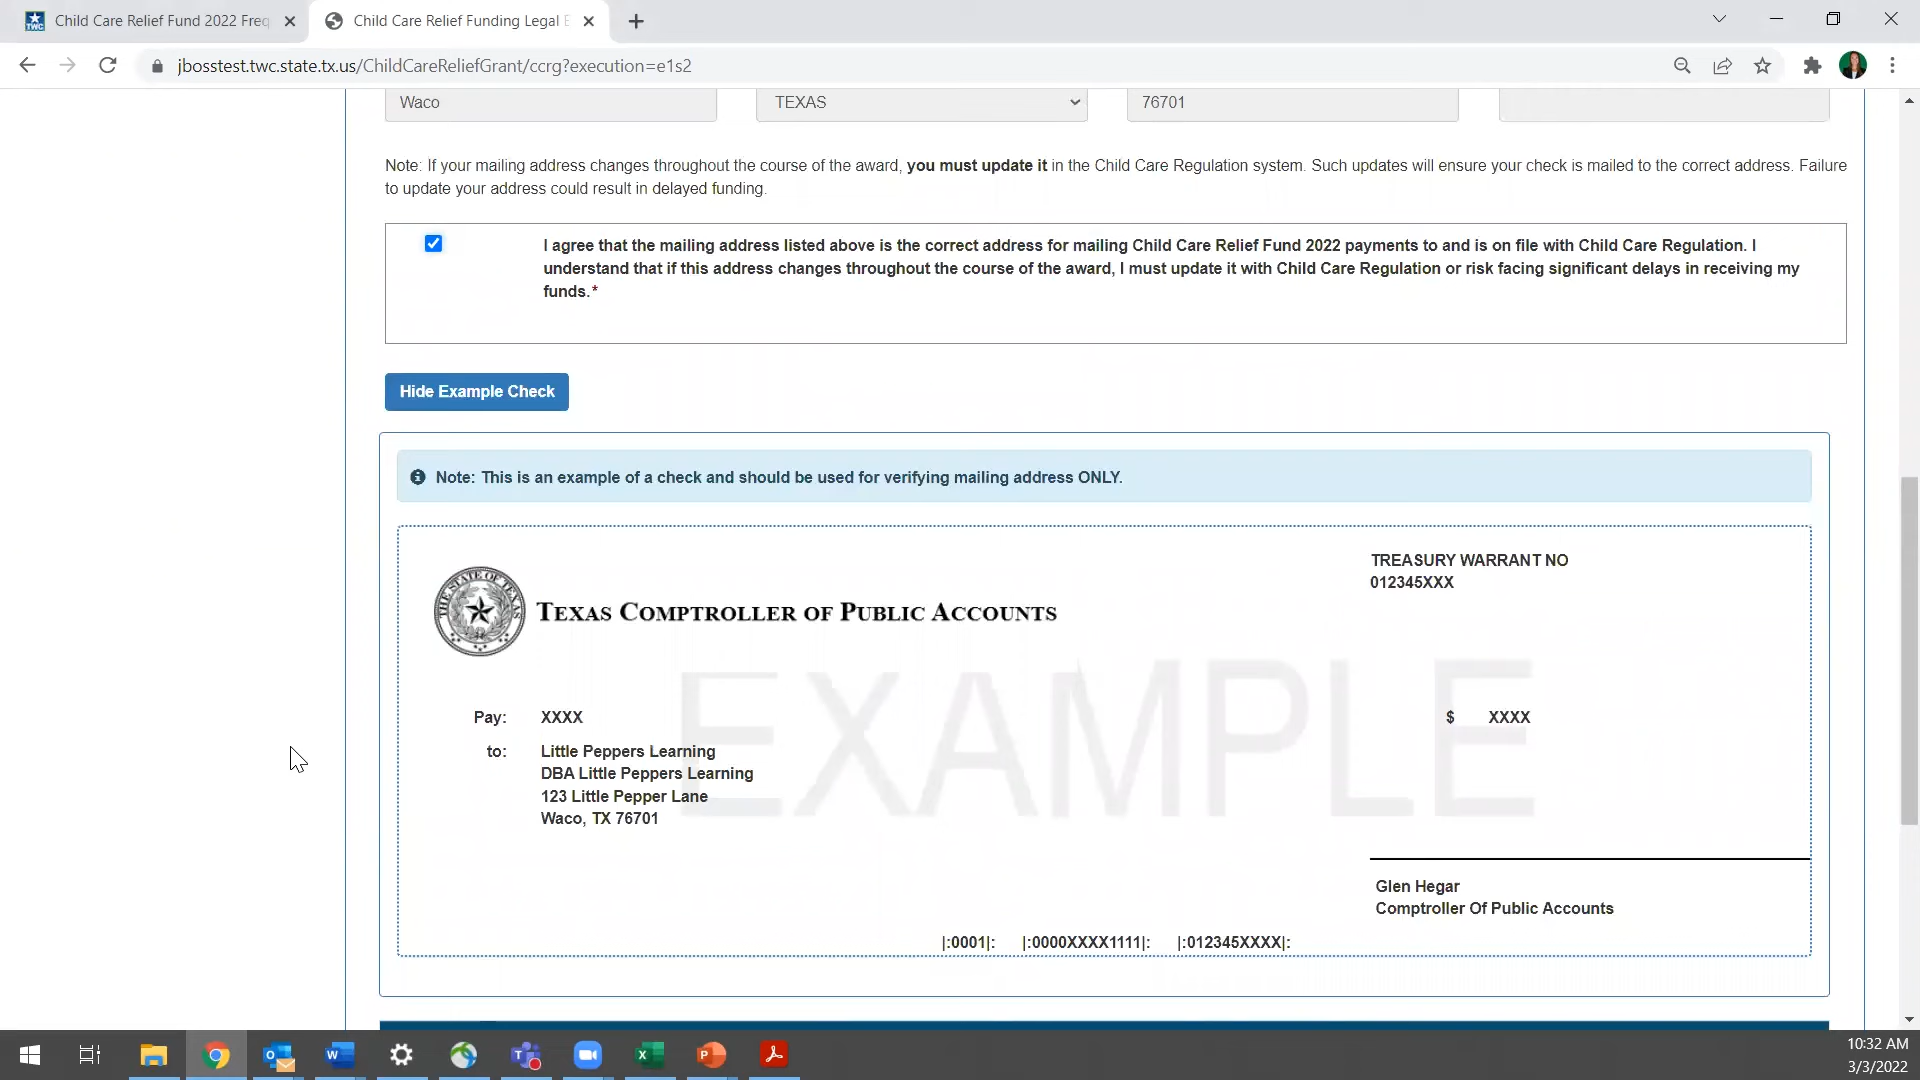 Child Care Relief Fund 2022 Freq
Child Care Relief Funding Legal E
jbosstest.twc.state.tx.us/ChildCareReliefGrant/ccrg?execution=e1s2
Waco TEXAS 76701
Note: If your mailing address changes throughout the course of the award, you must update it in the Child Care Regulation system. Such updates will ensure your check is mailed to the correct address. Failure
to update your address could result in delayed funding.
I agree that the mailing address listed above is the correct address for mailing Child Care Relief Fund 2022 payments to and is on file with Child Care Regulation. I
understand that if this address changes throughout the course of the award, I must update it with Child Care Regulation or risk facing significant delays in receiving my
funds.*
Hide Example Check
Note: This is an example of a check and should be used for verifying mailing address ONLY.
TREASURY WARRANT NO
012345XXX
THE STATE OF TEXAS
TEXAS COMPTROLLER OF PUBLIC ACCOUNTS
EXAMPLE
Pay: XXXX $ XXXX
to: Little Peppers Learning
DBA Little Peppers Learning
123 Little Pepper Lane
Waco, TX 76701
Glen Hegar
Comptroller Of Public Accounts
|:0001|: |:0000XXXX1111|: |:012345XXXX|:
10:32 AM
3/3/2022